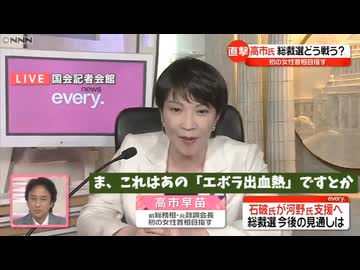 ©NNN
直撃 高市氏 総裁選どう戦う?
初の女性首相目指す
LIVE 国会記者会館
news
every.
ま、これはあの「エボラ出血熱」ですとか
高市早苗
前総務相・元政調会長
初の女性首相目指す
every.
石破氏が河野氏支援へ
総裁選 今後の見通しは